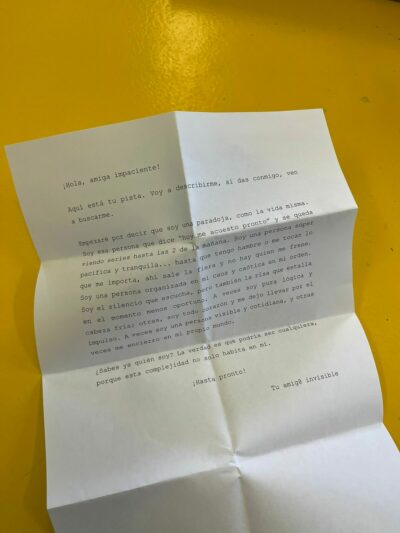 ¡Hola, amiga impaciente!
Aquí está tu pista. Voy a describirme, si das conmigo, ven
a buscarme.
Empezaré por decir que soy una paradoja, como la vida misma.
Soy esa persona que dice "hoy me acuesto pronto" y se queda
viendo series hasta las 2 de la mañana. Soy una persona súper
pacífica y tranquila... hasta que tengo hambre o me tocan lo
que me importa, ahí sale la fiera y no hay quien me frene.
Soy una persona organizada en mi caos y caótica en mi orden.
Soy el silencio que escucha, pero también la risa que estalla
en el momento menos oportuno. A veces soy pura lógica y
cabeza fría; otras, soy todo corazón y me dejo llevar por el
impulso. A veces soy una persona visible y cotidiana, y otras
veces me encierro en mi propio mundo.
¿Sabes ya quién soy? La verdad es que podría ser cualquiera,
porque esta complejidad no solo habita en mí.
¡Hasta pronto!
Tu amig@ invisible